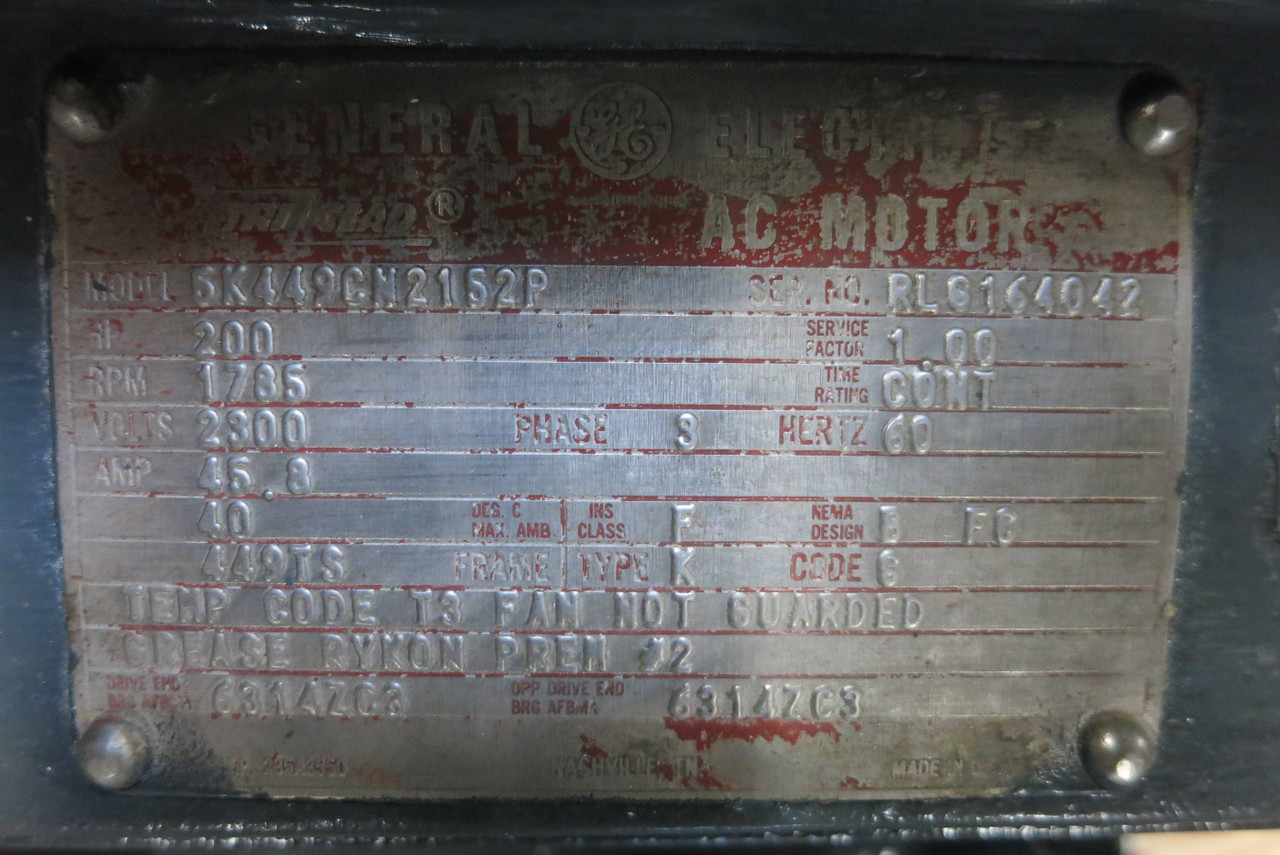 GENERAL GE ELECTRIC
TRI/CLAD® AC MOTOR
MODEL 5K449CN2152P SER. NO. RLG164042
HP 200 SERVICE FACTOR 1.00
RPM 1785 TIME RATING CONT
VOLTS 2300 PHASE 3 HERTZ 60
AMP 45.8
40 DEG. C MAX. AMB INS CLASS F NEMA DESIGN B FC
449TS FRAME TYPE K CODE G
TEMP CODE T3 FAN NOT GUARDED
GREASE RYKON PREM #2
DRIVE END BRG AFBMA 6314ZC3 OPP DRIVE END BRG AFBMA 6314ZC3
NASHVILLE, TN MADE IN